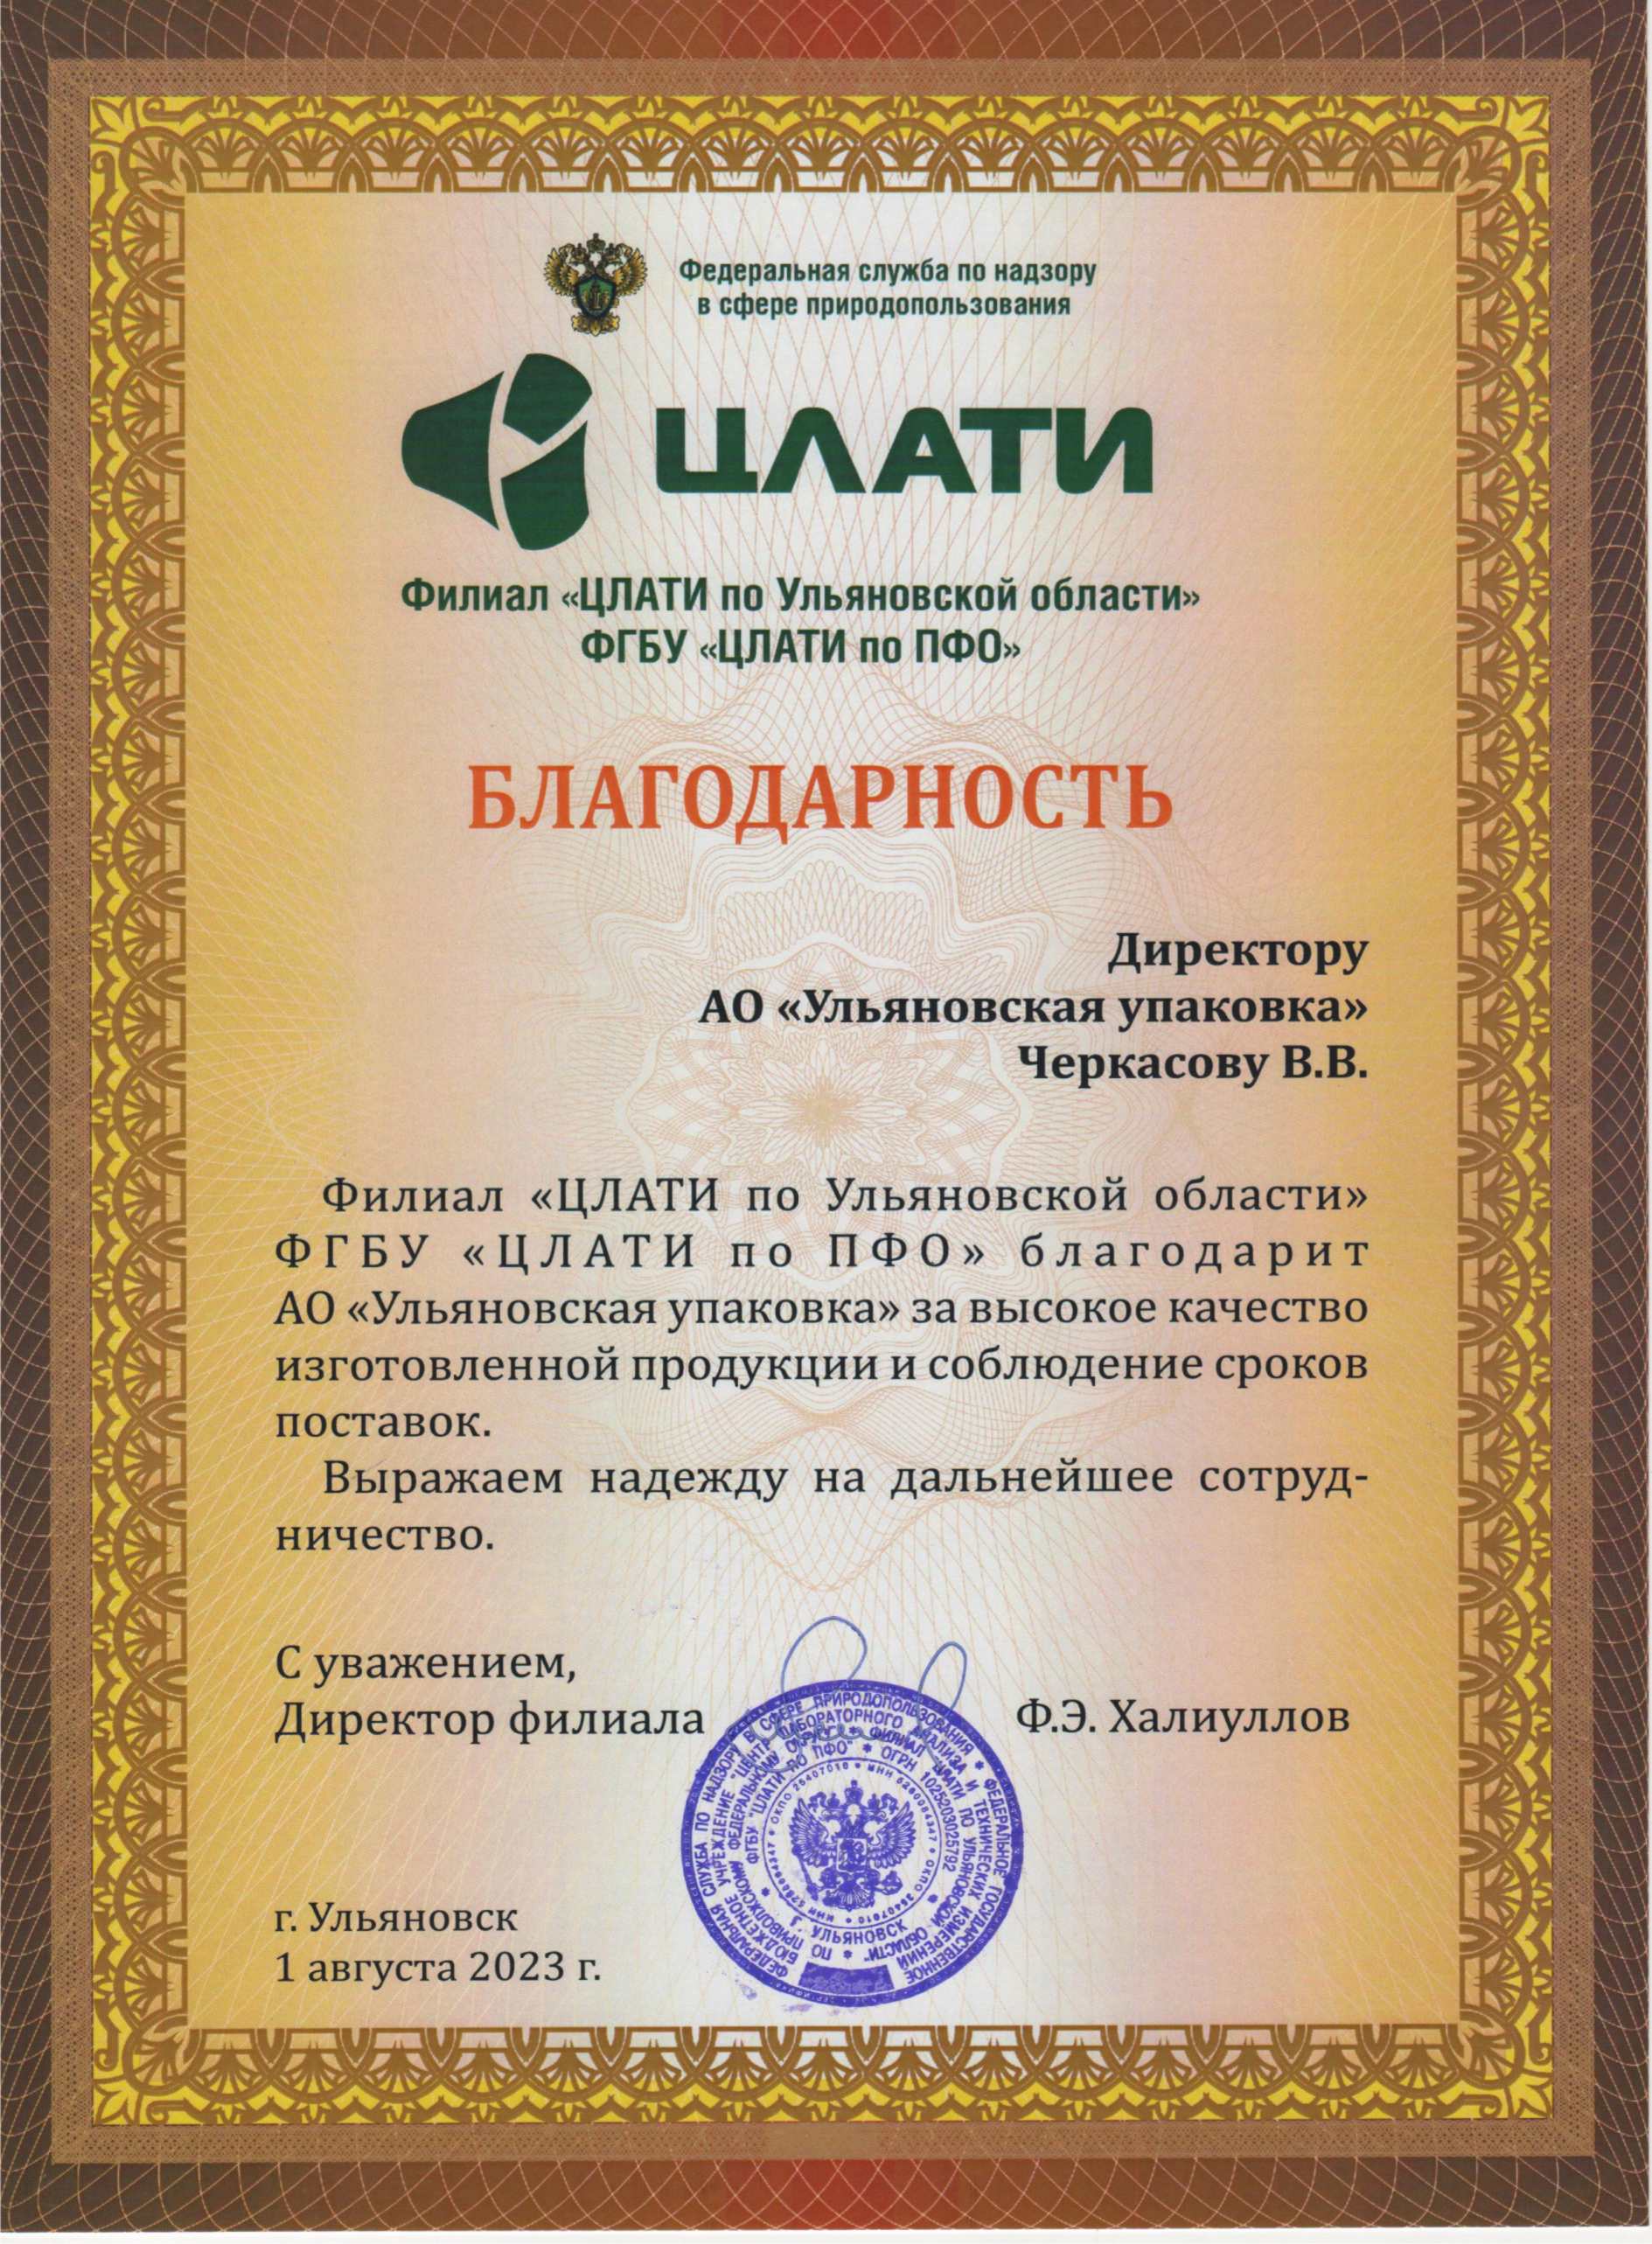 Федеральная служба по надзору
в сфере природопользования
ЦЛАТИ
Филиал «ЦЛАТИ по Ульяновской области»
ФГБУ «ЦЛАТИ по ПФО»
БЛАГОДАРНОСТЬ
Директору
АО «Ульяновская упаковка»
Черкасову В.В.
Филиал «ЦЛАТИ по Ульяновской области»
ФГБУ «ЦЛАТИ по ПФО» благодарит
АО «Ульяновская упаковка» за высокое качество
изготовленной продукции и соблюдение сроков
поставок.
Выражаем надежду на дальнейшее сотруд-
ничество.
С уважением,
Директор филиала
Ф.Э. Халиуллов
ФЕДЕРАЛЬНАЯ СЛУЖБА ПО НАДЗОРУ В СФЕРЕ ПРИРОДОПОЛЬЗОВАНИЯ * ФЕДЕРАЛЬНОЕ ГОСУДАРСТВЕННОЕ
БЮДЖЕТНОЕ УЧРЕЖДЕНИЕ "ЦЕНТР ЛАБОРАТОРНОГО АНАЛИЗА И ТЕХНИЧЕСКИХ ИЗМЕРЕНИЙ
ПО ПРИВОЛЖСКОМУ ФЕДЕРАЛЬНОМУ ОКРУГУ" * ФИЛИАЛ "ЦЛАТИ ПО УЛЬЯНОВСКОЙ ОБЛАСТИ" *
ФГБУ "ЦЛАТИ ПО ПФО" * ОГРН 1025203025792
г. УЛЬЯНОВСК
г. Ульяновск
1 августа 2023 г.